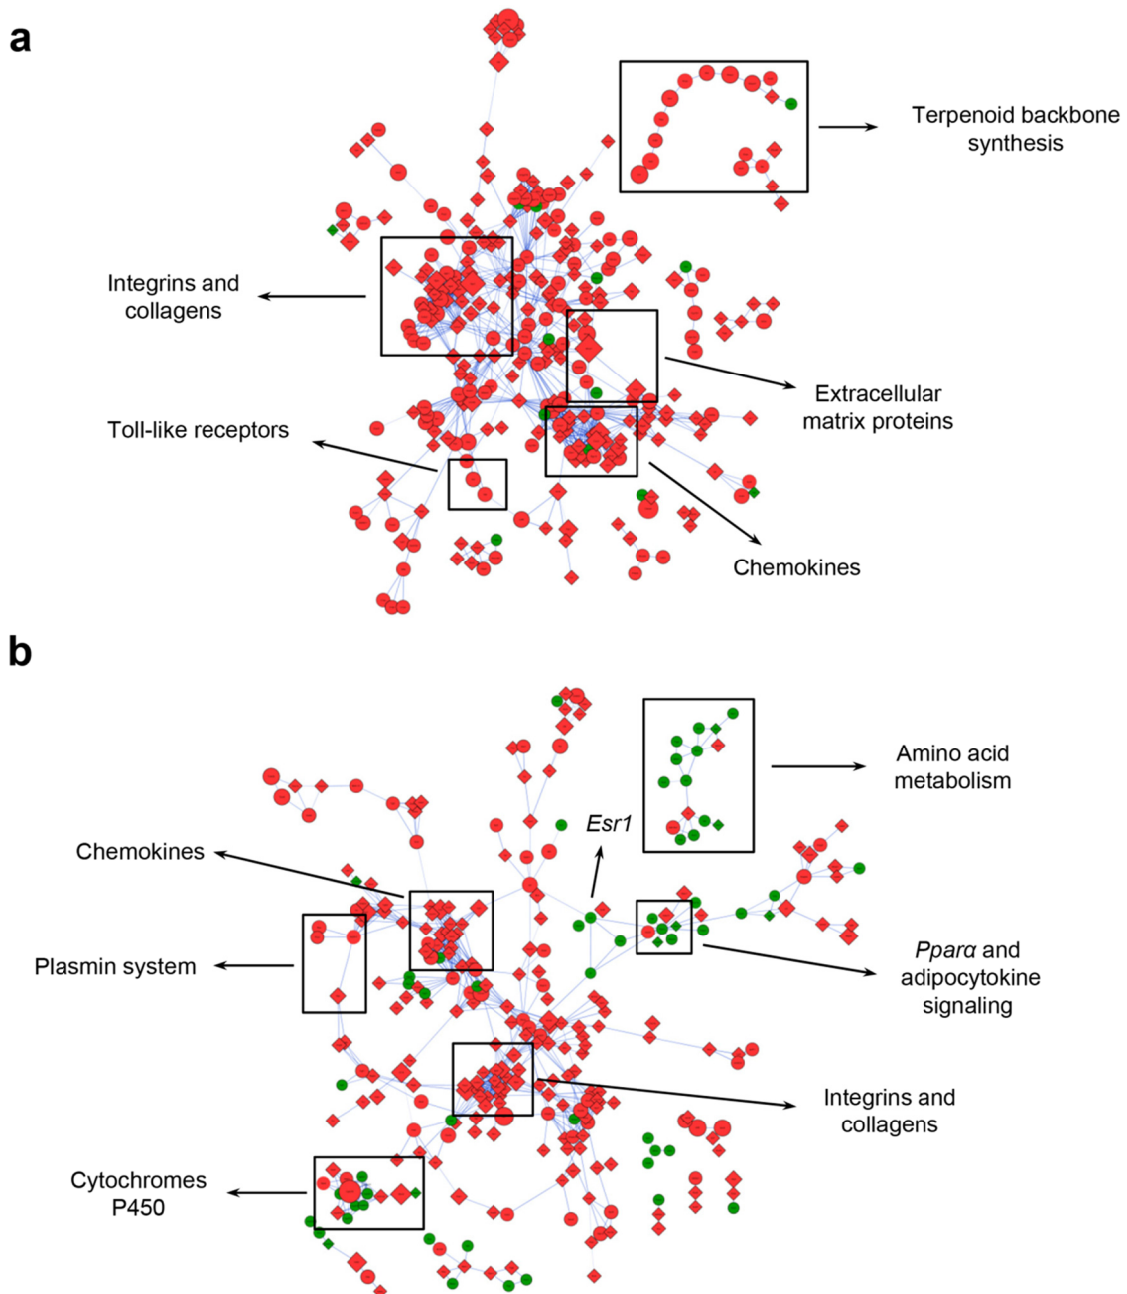 a
Terpenoid backbone
synthesis
Integrins and
collagens
Extracellular
matrix proteins
Toll-like receptors
Chemokines
b
Amino acid
metabolism
Esr1
Chemokines
Plasmin system
Pparα and
adipocytokine
signaling
Integrins and
collagens
Cytochromes
P450